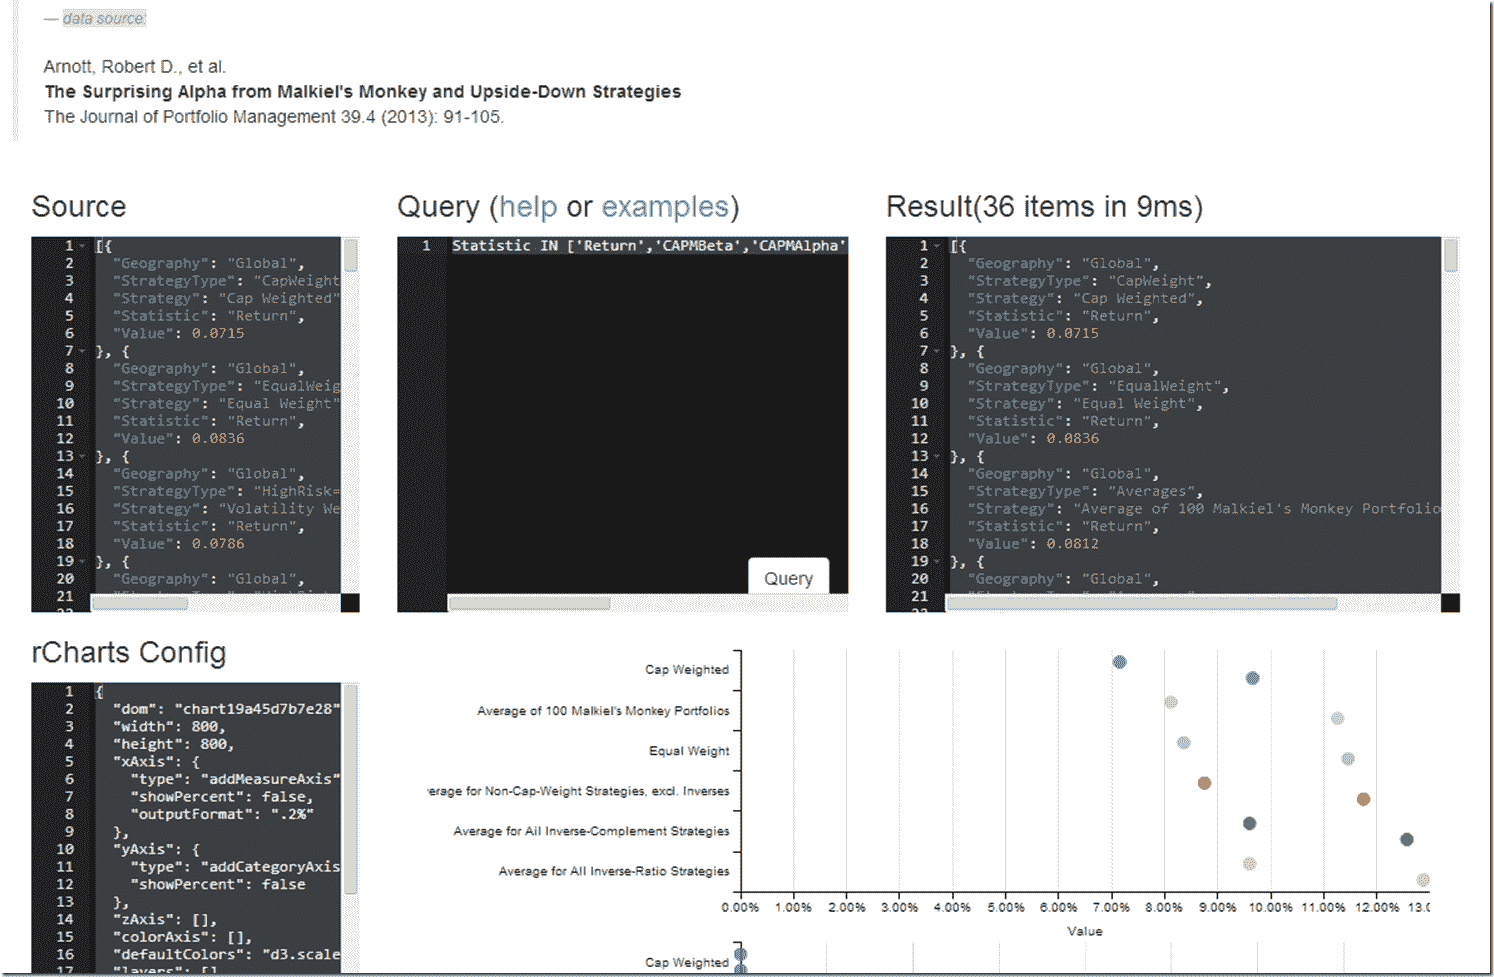 — data source:
Arnott, Robert D., et al.
The Surprising Alpha from Malkiel's Monkey and Upside-Down Strategies
The Journal of Portfolio Management 39.4 (2013): 91-105.
Source
1 [{
2 "Geography": "Global",
3 "StrategyType": "CapWeight
4 "Strategy": "Cap Weighted"
5 "Statistic": "Return",
6 "Value": 0.0715
7 }, {
8 "Geography": "Global",
9 "StrategyType": "EqualWeig
10 "Strategy": "Equal Weight"
11 "Statistic": "Return",
12 "Value": 0.0836
13 }, {
14 "Geography": "Global",
15 "StrategyType": "HighRisk=
16 "Strategy": "Volatility We
17 "Statistic": "Return",
18 "Value": 0.0786
19 }, {
20 "Geography": "Global",
21
Query (help or examples)
1 Statistic IN ['Return','CAPMBeta','CAPMAlpha'
Query
Result(36 items in 9ms)
1 [{
2 "Geography": "Global",
3 "StrategyType": "CapWeight",
4 "Strategy": "Cap Weighted",
5 "Statistic": "Return",
6 "Value": 0.0715
7 }, {
8 "Geography": "Global",
9 "StrategyType": "EqualWeight",
10 "Strategy": "Equal Weight",
11 "Statistic": "Return",
12 "Value": 0.0836
13 }, {
14 "Geography": "Global",
15 "StrategyType": "Averages",
16 "Strategy": "Average of 100 Malkiel's Monkey Portfolio
17 "Statistic": "Return",
18 "Value": 0.0812
19 }, {
20 "Geography": "Global",
21
rCharts Config
1 {
2 "dom": "chart19a45d7b7e28"
3 "width": 800,
4 "height": 800,
5 "xAxis": {
6 "type": "addMeasureAxis"
7 "showPercent": false,
8 "outputFormat": ".2%"
9 },
10 "yAxis": {
11 "type": "addCategoryAxis
12 "showPercent": false
13 },
14 "zAxis": [],
15 "colorAxis": [],
16 "defaultColors": "d3.scale
17 "layers": [],
Cap Weighted
Average of 100 Malkiel's Monkey Portfolios
Equal Weight
erage for Non-Cap-Weight Strategies, excl. Inverses
Average for All Inverse-Complement Strategies
Average for All Inverse-Ratio Strategies
0.00% 1.00% 2.00% 3.00% 4.00% 5.00% 6.00% 7.00% 8.00% 9.00% 10.00% 11.00% 12.00% 13.0
Value
Cap Weighted